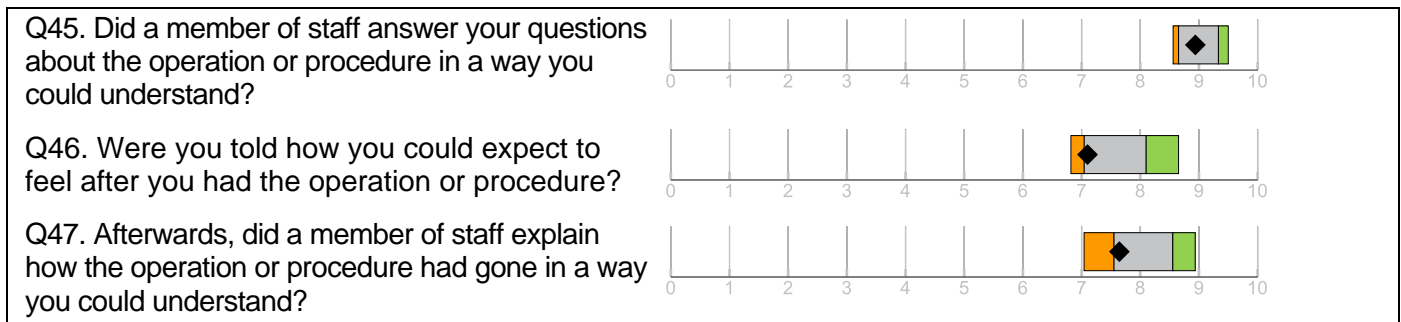 Q45. Did a member of staff answer your questions
about the operation or procedure in a way you
could understand?
0 1 2 3 4 5 6 7 8 9 10
Q46. Were you told how you could expect to
feel after you had the operation or procedure?
0 1 2 3 4 5 6 7 8 9 10
Q47. Afterwards, did a member of staff explain
how the operation or procedure had gone in a way
you could understand?
0 1 2 3 4 5 6 7 8 9 10